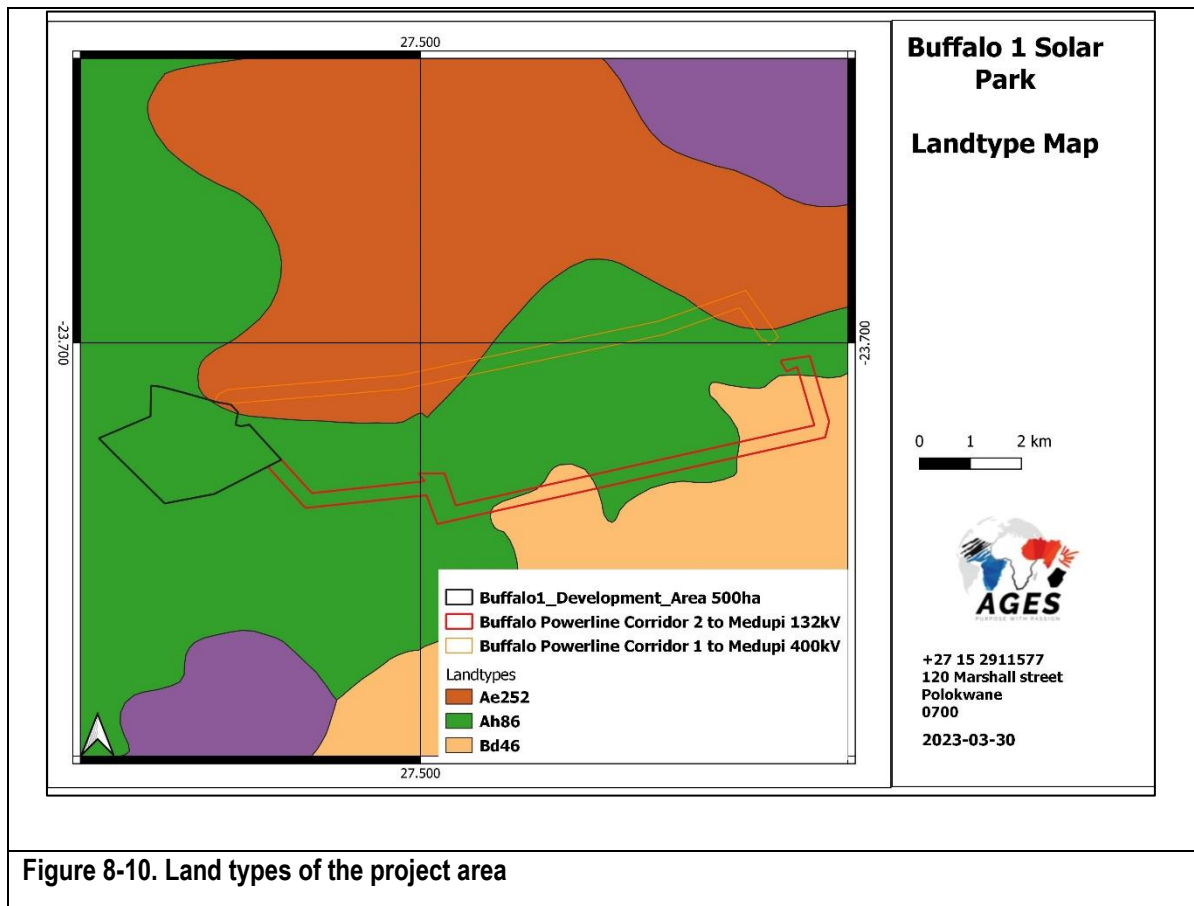 27.500
-23.700
-23.700
27.500
Buffalo1_Development_Area 500ha
Buffalo Powerline Corridor 2 to Medupi 132kV
Buffalo Powerline Corridor 1 to Medupi 400kV
Landtypes
Ae252
Ah86
Bd46
Buffalo 1 Solar
Park
Landtype Map
0 1 2 km
AGES
PURPOSE WITH PASSION
+27 15 2911577
120 Marshall street
Polokwane
0700
2023-03-30
Figure 8-10. Land types of the project area